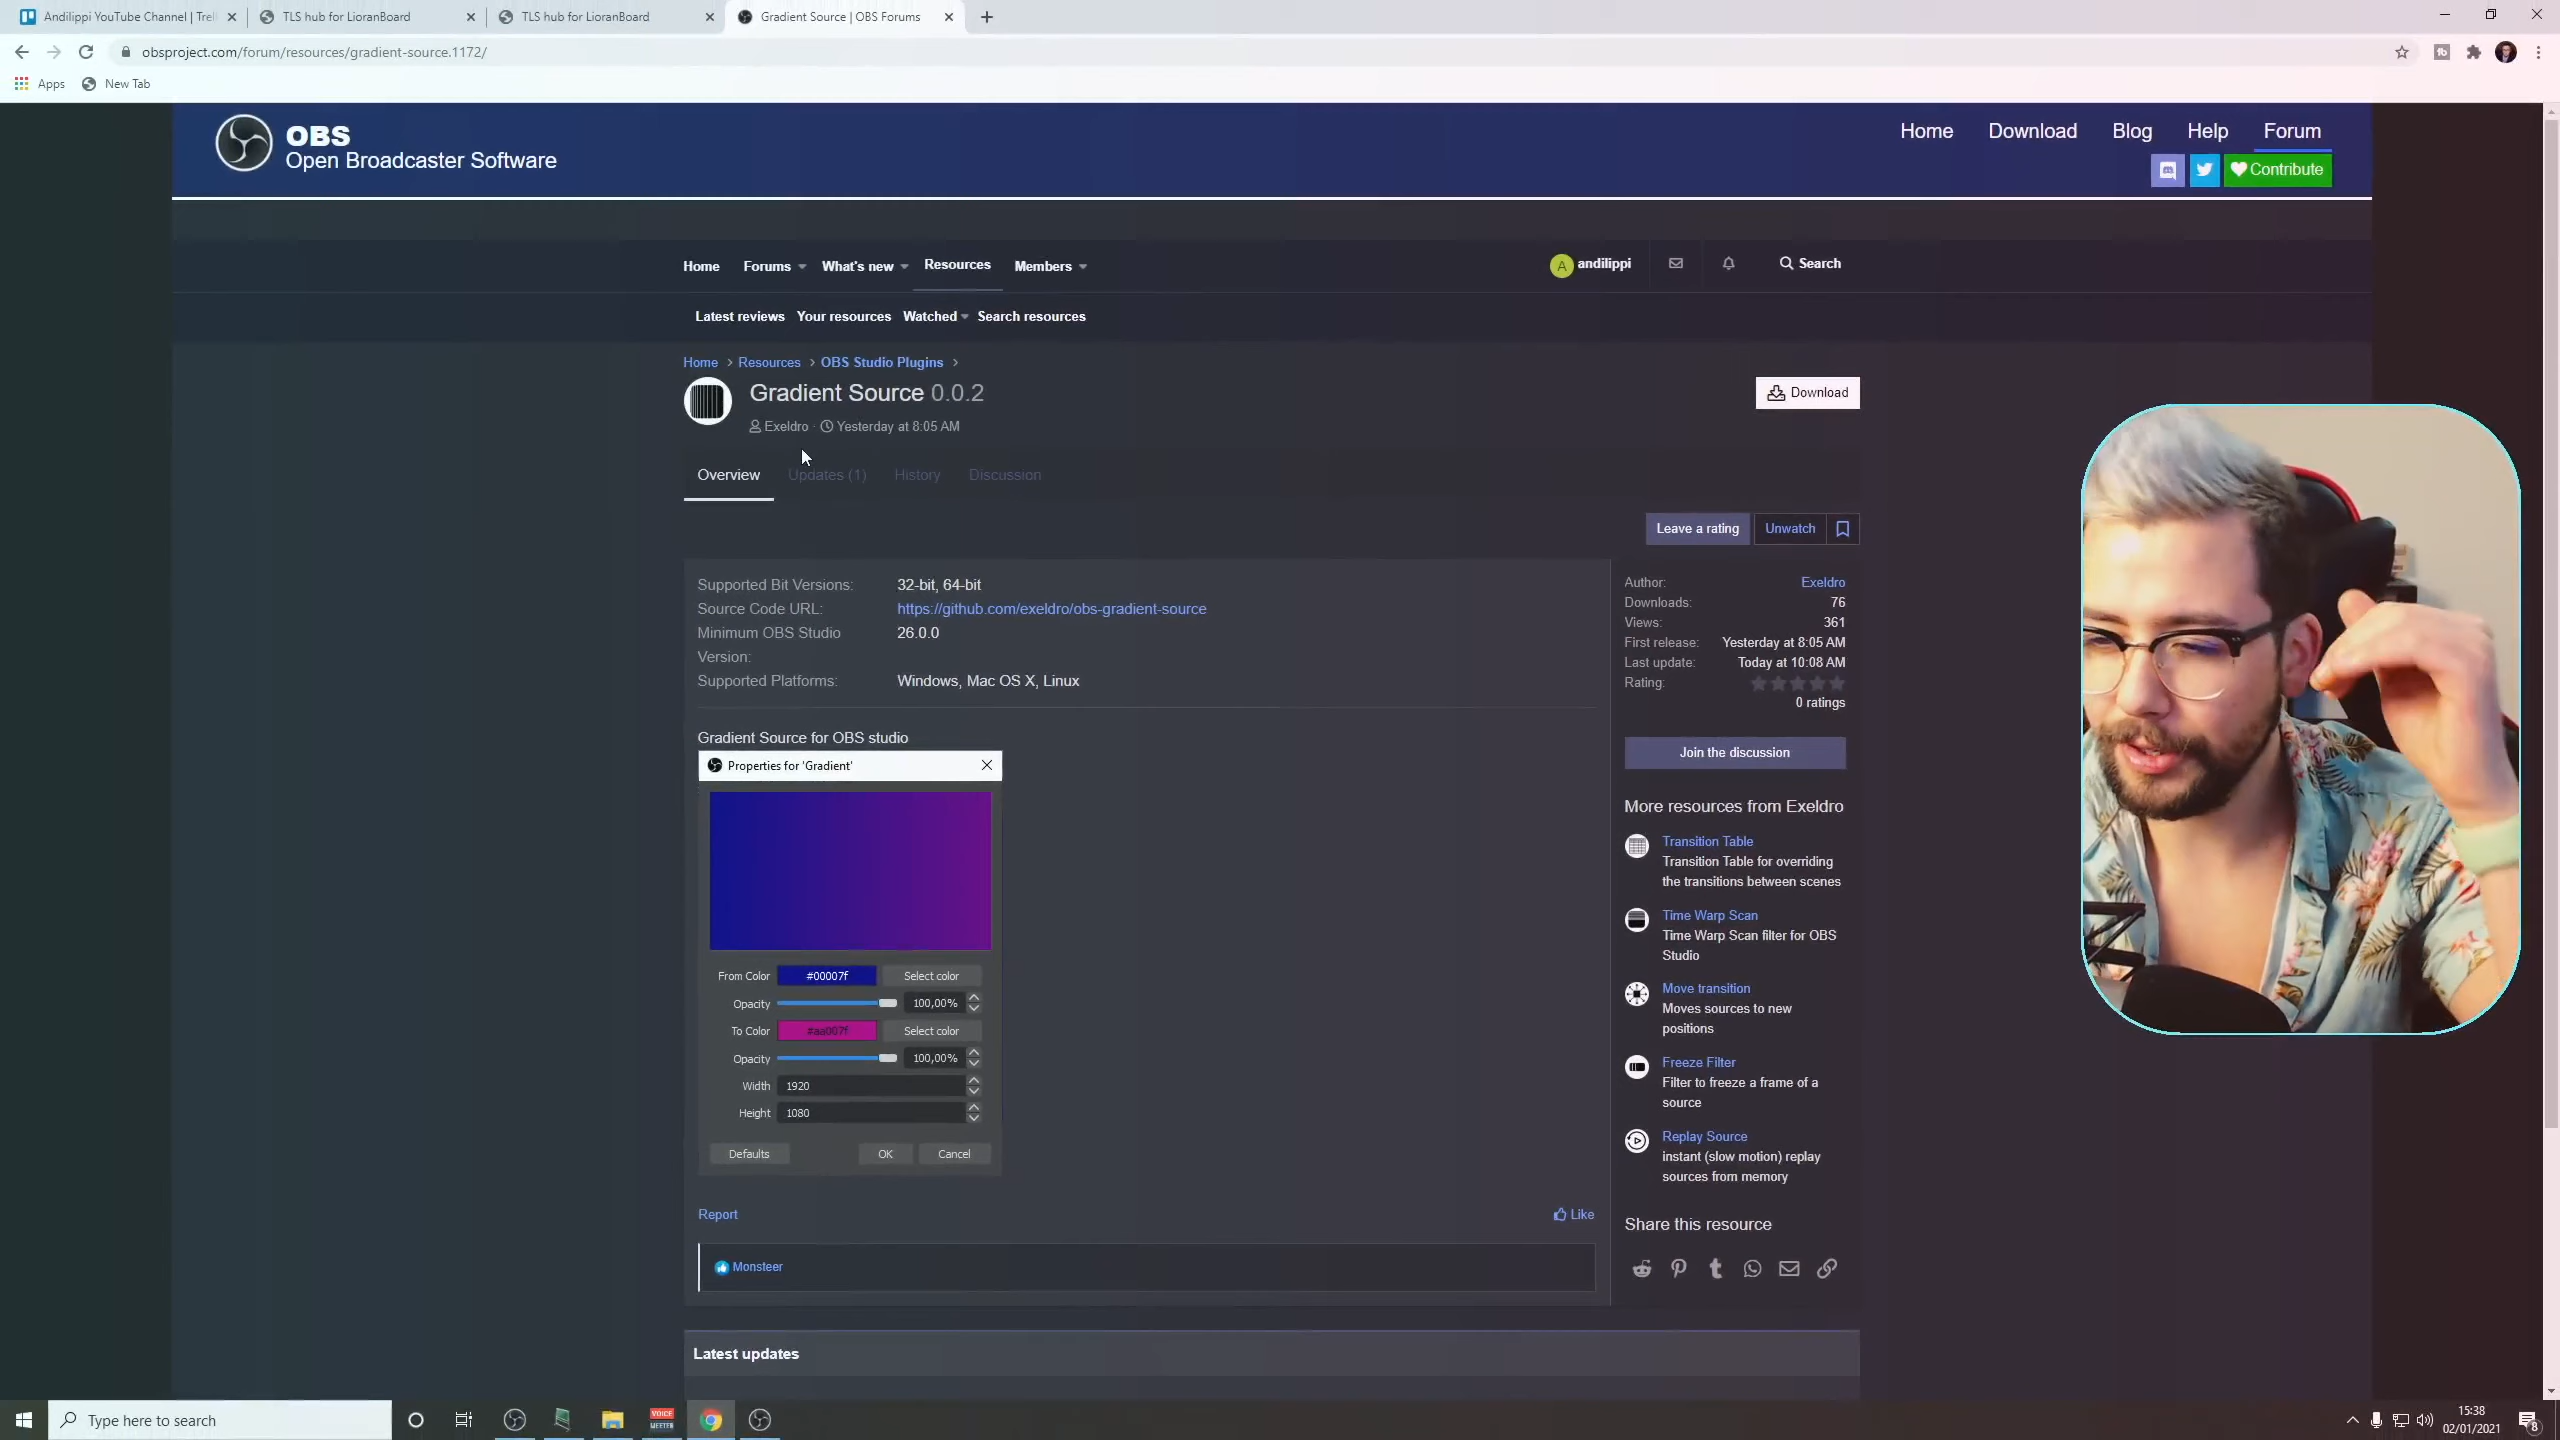 Andilippi YouTube Channel | Trel
TLS hub for LioranBoard
TLS hub for LioranBoard
Gradient Source | OBS Forums
obsproject.com/forum/resources/gradient-source.1172/
Apps
New Tab
OBS
Open Broadcaster Software
Home Download Blog Help Forum
Contribute
Home Forums What's new Resources Members
A andilippi Search
Latest reviews Your resources Watched Search resources
Home > Resources > OBS Studio Plugins >
Gradient Source 0.0.2
Download
Exeldro · Yesterday at 8:05 AM
Overview Updates (1) History Discussion
Leave a rating Unwatch
Supported Bit Versions: 32-bit, 64-bit
Source Code URL: https://github.com/exeldro/obs-gradient-source
Minimum OBS Studio 26.0.0
Version:
Supported Platforms: Windows, Mac OS X, Linux
Gradient Source for OBS studio
Properties for 'Gradient'
From Color #00007f Select color
Opacity 100,00%
To Color #aa007f Select color
Opacity 100,00%
Width 1920
Height 1080
Defaults OK Cancel
Report Like
Monsteer
Author: Exeldro
Downloads: 76
Views: 361
First release: Yesterday at 8:05 AM
Last update: Today at 10:08 AM
Rating:
0 ratings
Join the discussion
More resources from Exeldro
Transition Table
Transition Table for overriding
the transitions between scenes
Time Warp Scan
Time Warp Scan filter for OBS
Studio
Move transition
Moves sources to new
positions
Freeze Filter
Filter to freeze a frame of a
source
Replay Source
instant (slow motion) replay
sources from memory
Share this resource
Latest updates
Type here to search
VOICE
MEETER
15:38
02/01/2021
8